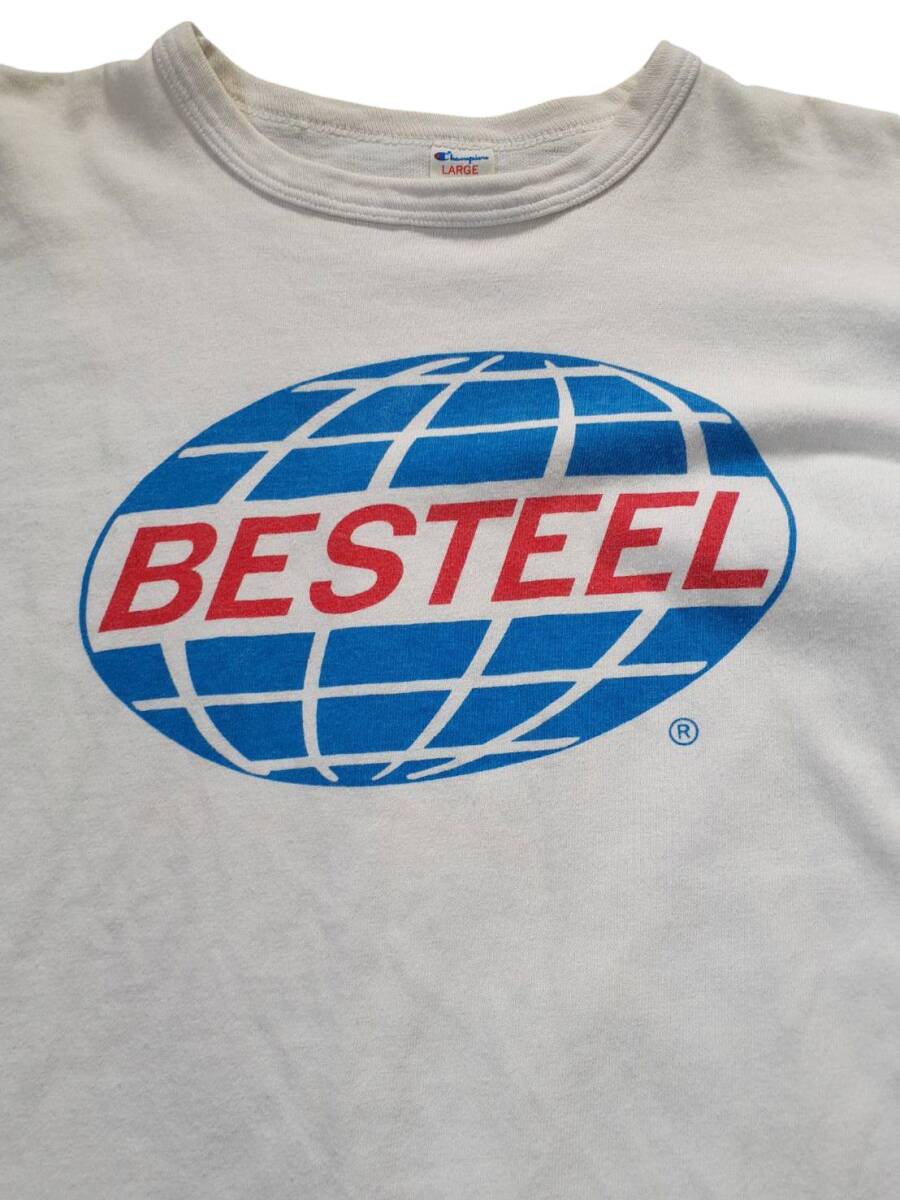 Champion
LARGE
BESTEEL
®